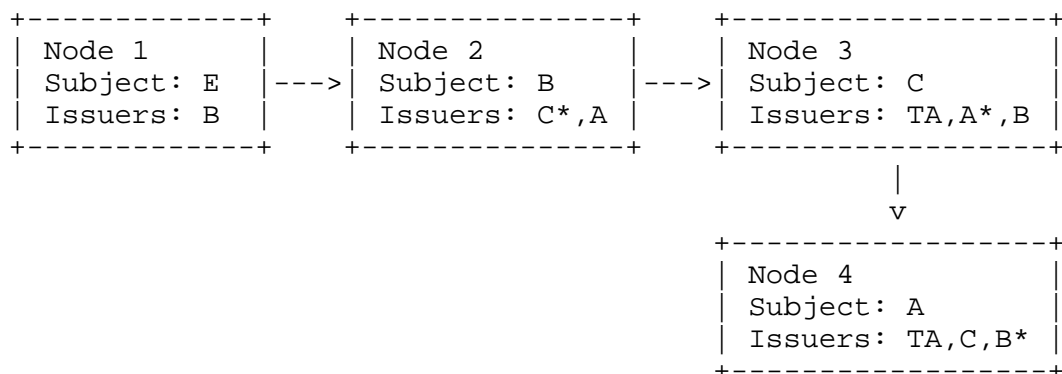 Node 1
Subject: E
Issuers: B
Node 2
Subject: B
Issuers: C*,A
Node 3
Subject: C
Issuers: TA,A*,B
Node 4
Subject: A
Issuers: TA,C,B*